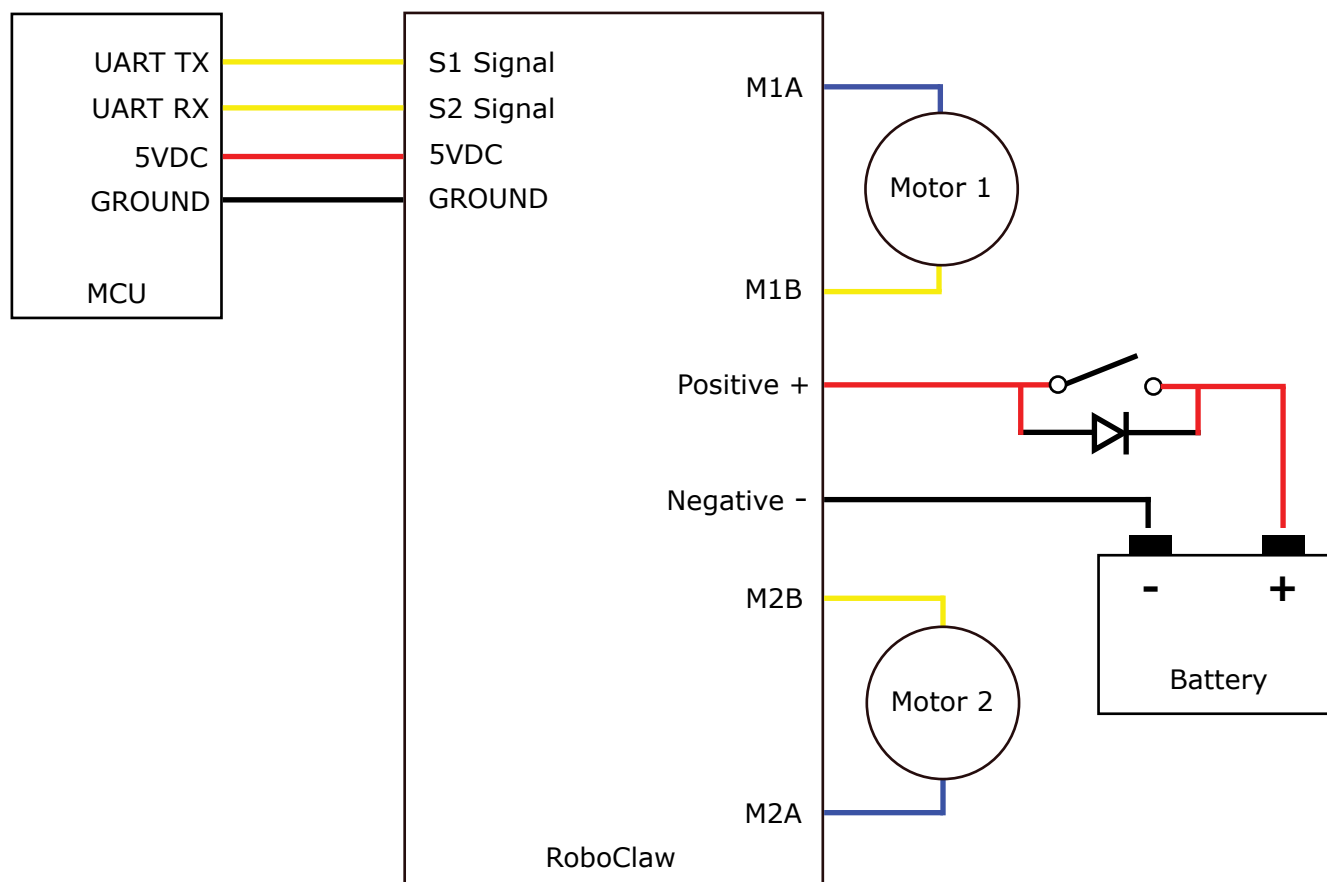 UART TX
UART RX
5VDC
GROUND
MCU
S1 Signal
S2 Signal
5VDC
GROUND
M1A
Motor 1
M1B
Positive +
Negative -
- +
Battery
M2B
Motor 2
M2A
RoboClaw